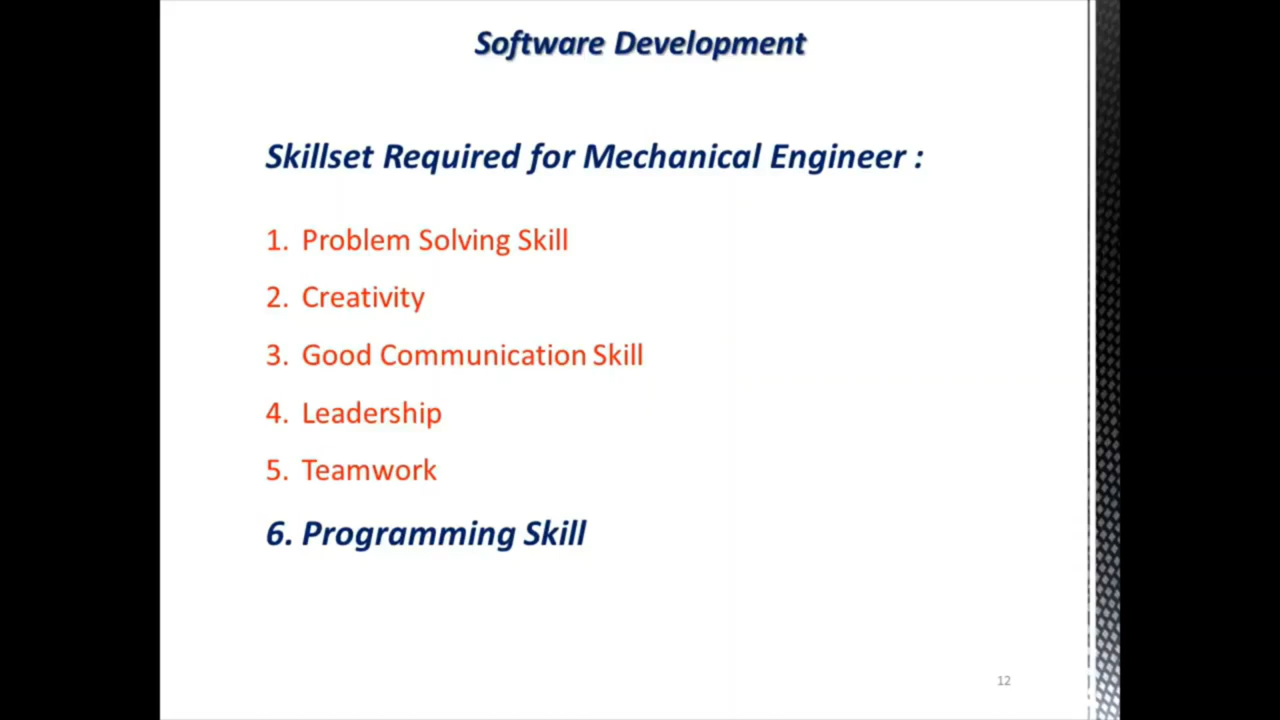 Software Development
Skillset Required for Mechanical Engineer :
1. Problem Solving Skill
2. Creativity
3. Good Communication Skill
4. Leadership
5. Teamwork
6. Programming Skill
12